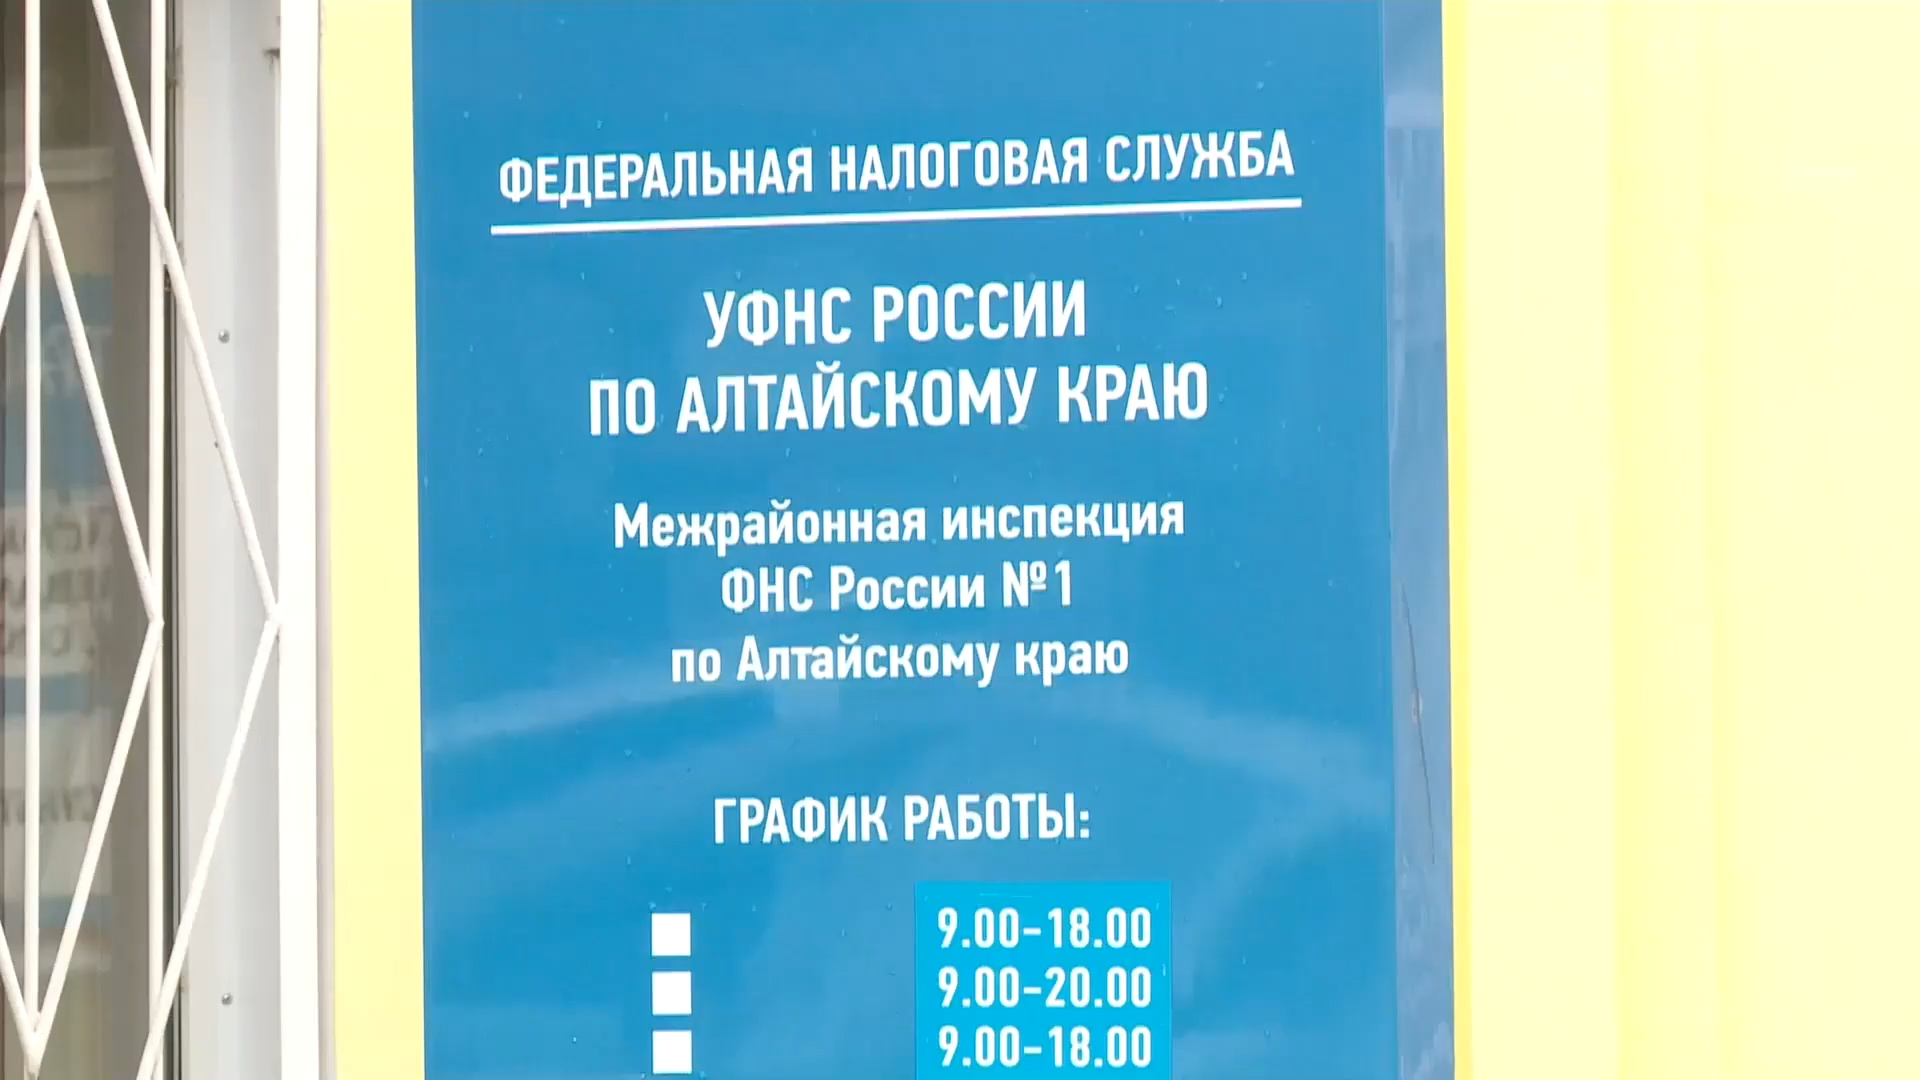 ФЕДЕРАЛЬНАЯ НАЛОГОВАЯ СЛУЖБА
УФНС РОССИИ
ПО АЛТАЙСКОМУ КРАЮ
Межрайонная инспекция
ФНС России №1
по Алтайскому краю
ГРАФИК РАБОТЫ:
9.00–18.00
9.00–20.00
9.00–18.00